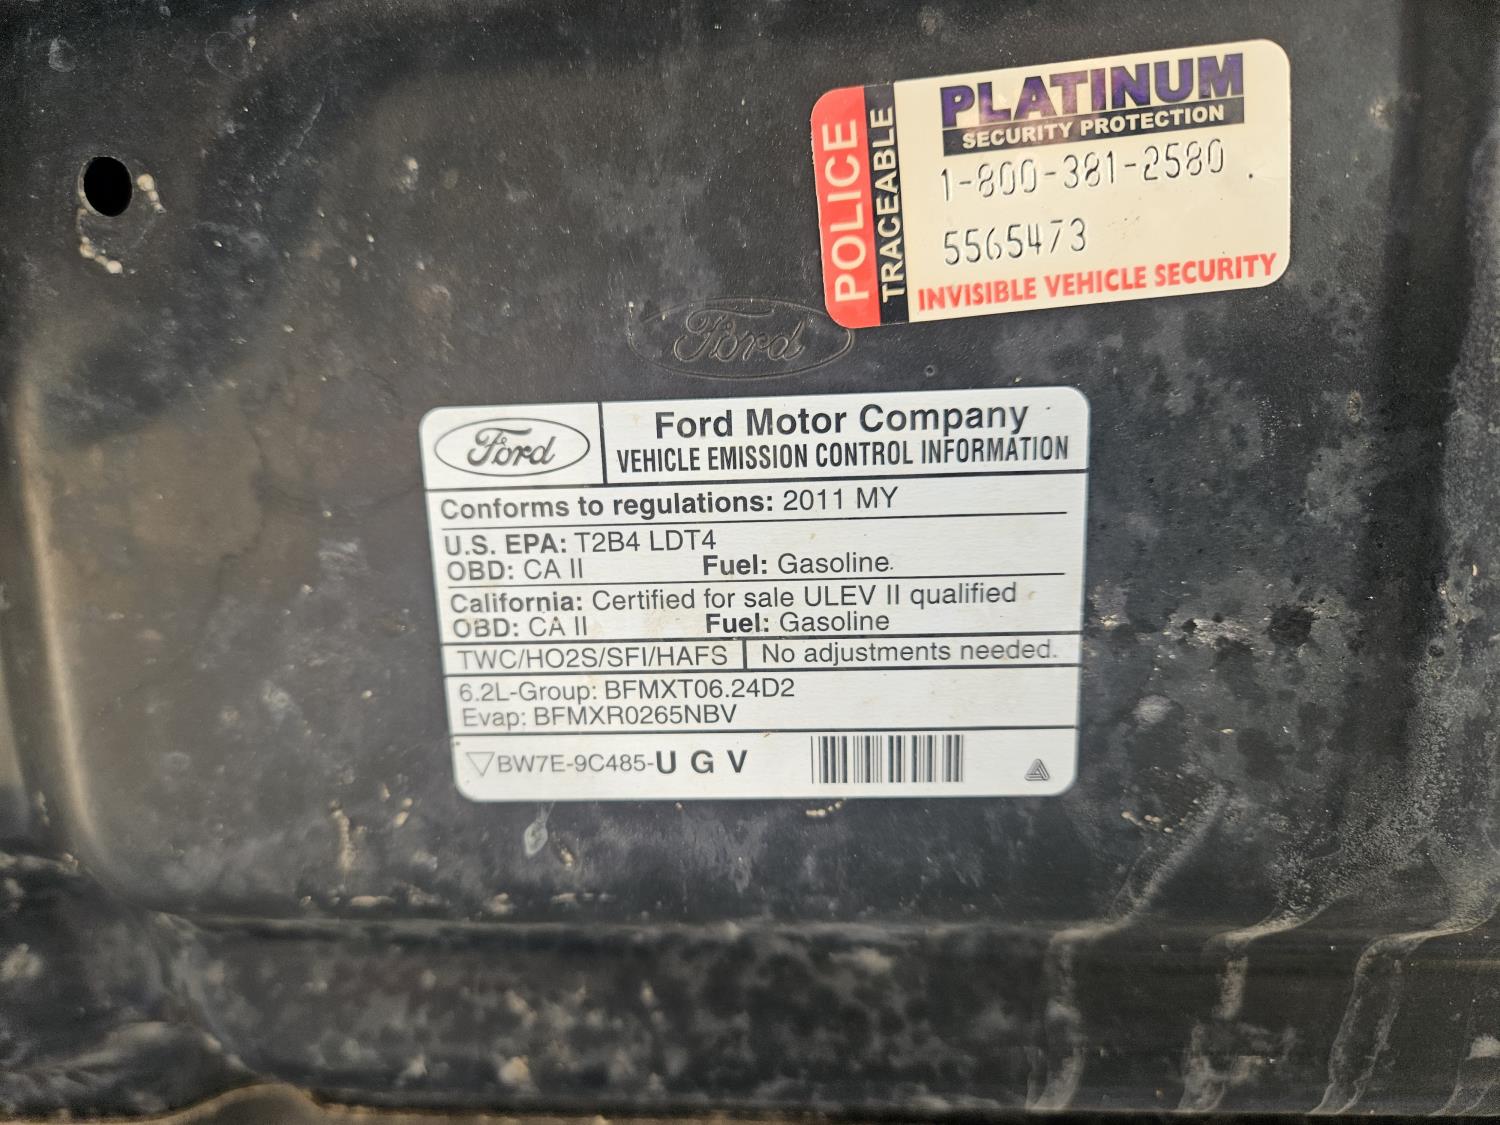 POLICE
TRACEABLE
PLATINUM
SECURITY PROTECTION
1-800-381-2580
5565473
INVISIBLE VEHICLE SECURITY
Ford
Ford
Ford Motor Company
VEHICLE EMISSION CONTROL INFORMATION
Conforms to regulations: 2011 MY
U.S. EPA: T2B4 LDT4
OBD: CA II Fuel: Gasoline.
California: Certified for sale ULEV II qualified
OBD: CA II Fuel: Gasoline
TWC/HO2S/SFI/HAFS No adjustments needed.
6.2L-Group: BFMXT06.24D2
Evap: BFMXR0265NBV
BW7E-9C485-U G V